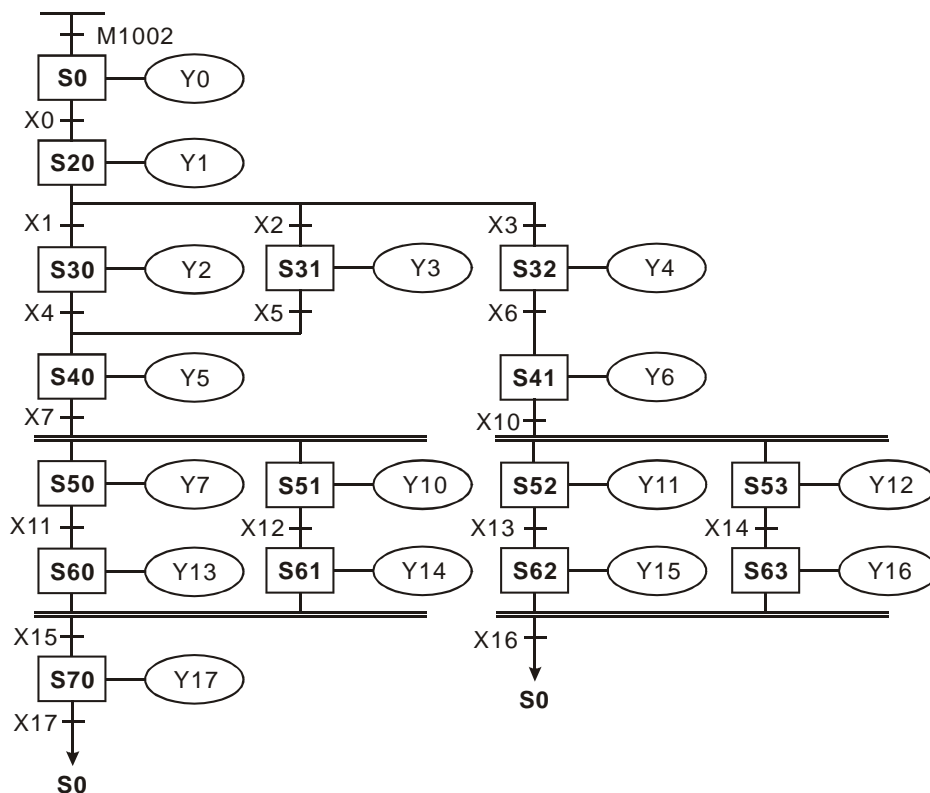 M1002
S0 Y0
X0
S20 Y1
X1 X2 X3
S30 Y2 S31 Y3 S32 Y4
X4 X5 X6
S40 Y5 S41 Y6
X7 X10
S50 Y7 S51 Y10 S52 Y11 S53 Y12
X11 X12 X13 X14
S60 Y13 S61 Y14 S62 Y15 S63 Y16
X15 X16
S70 Y17 S0
X17
S0